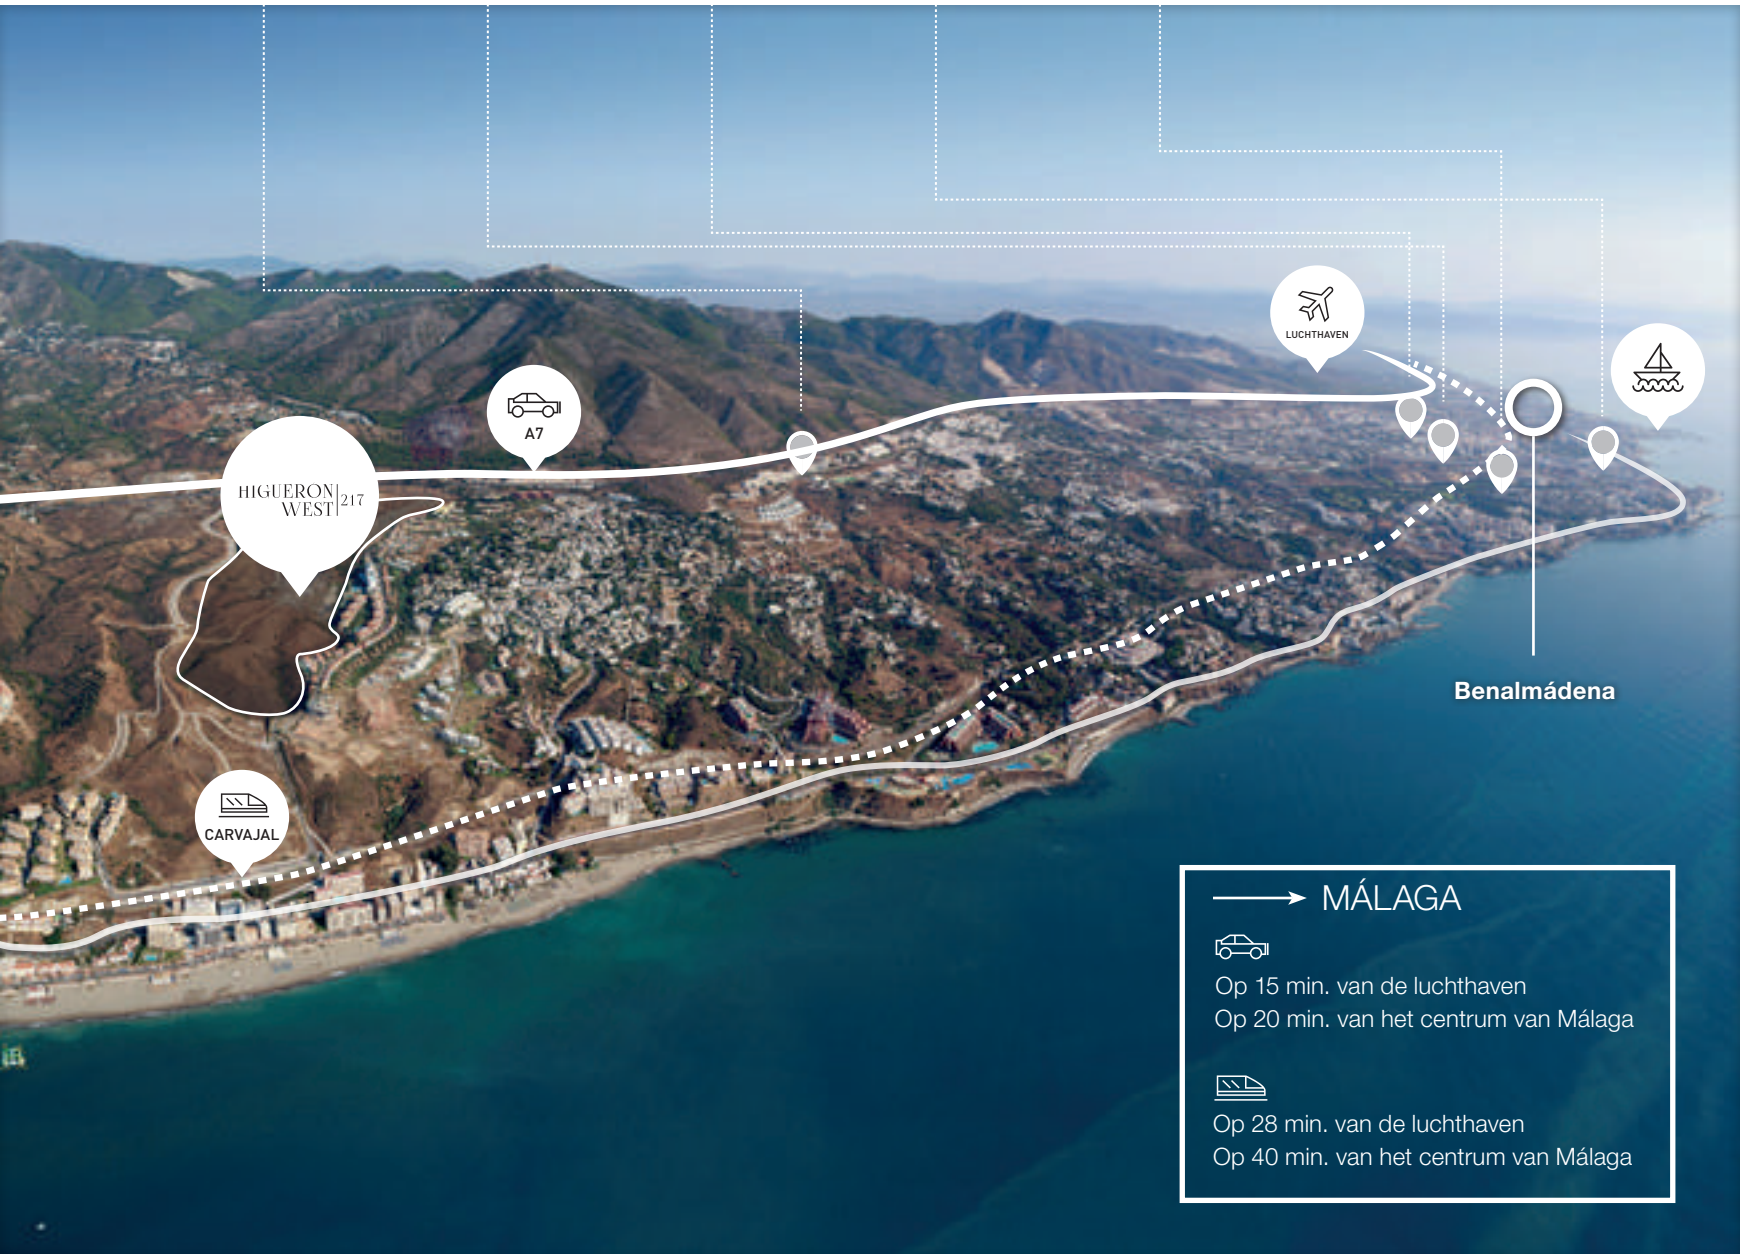 LUCHTHAVEN
A7
HIGUERON
WEST 217
Benalmádena
CARVAJAL
MÁLAGA
Op 15 min. van de luchthaven
Op 20 min. van het centrum van Málaga
Op 28 min. van de luchthaven
Op 40 min. van het centrum van Málaga